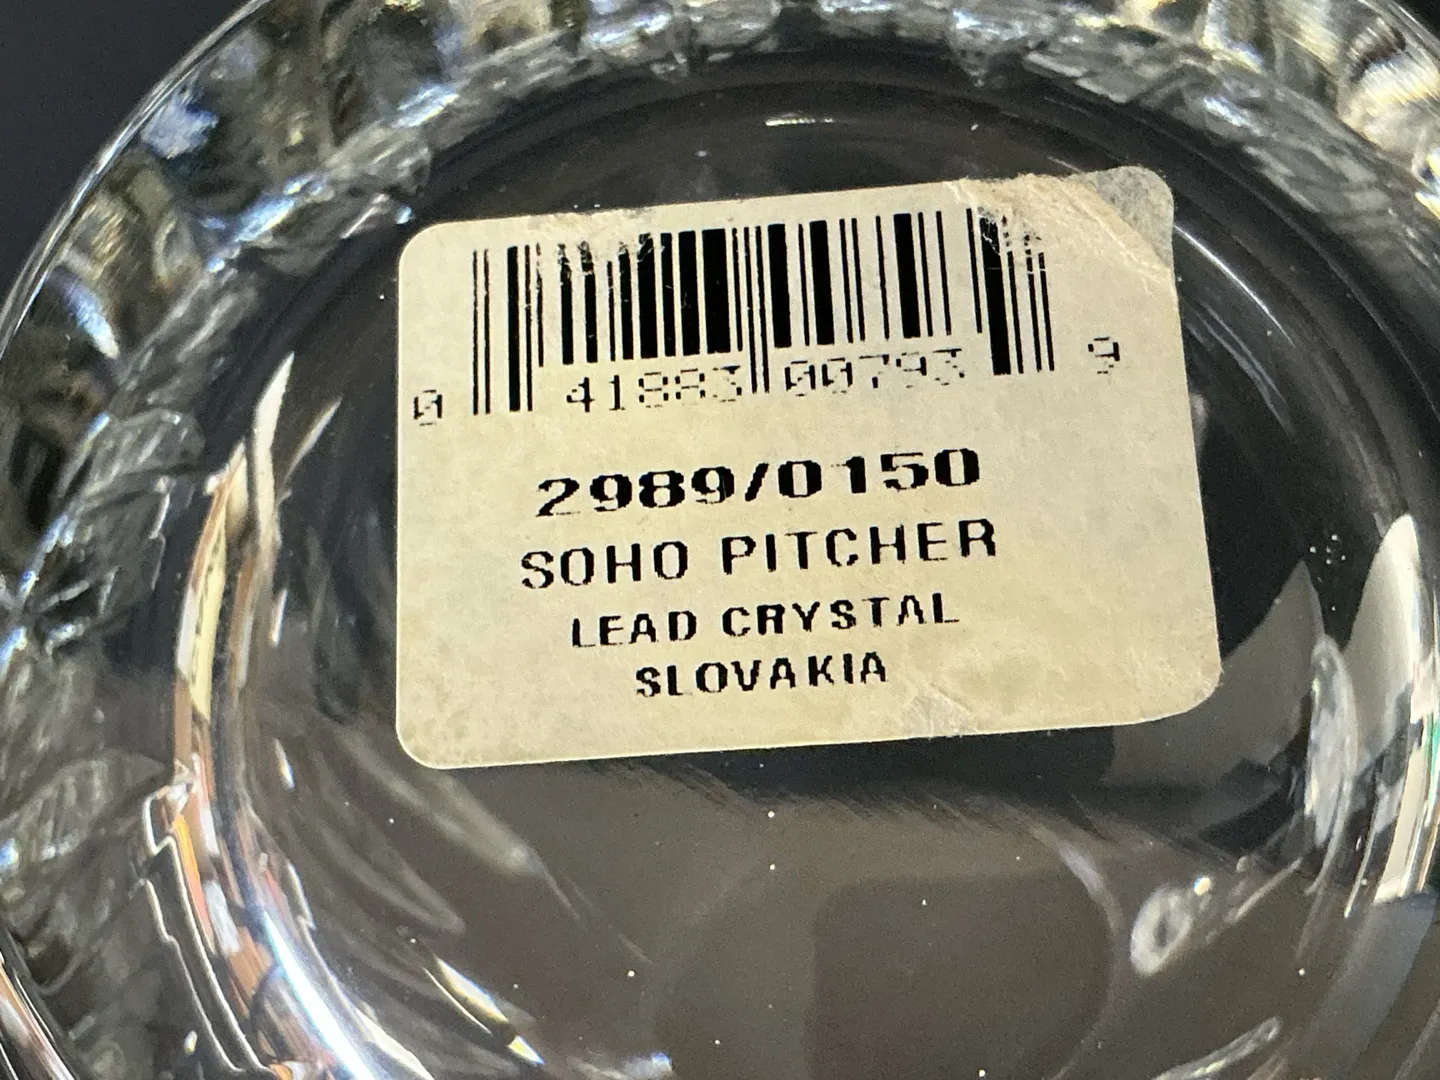 0 41883 00793 9
2989/0150
SOHO PITCHER
LEAD CRYSTAL
SLOVAKIA